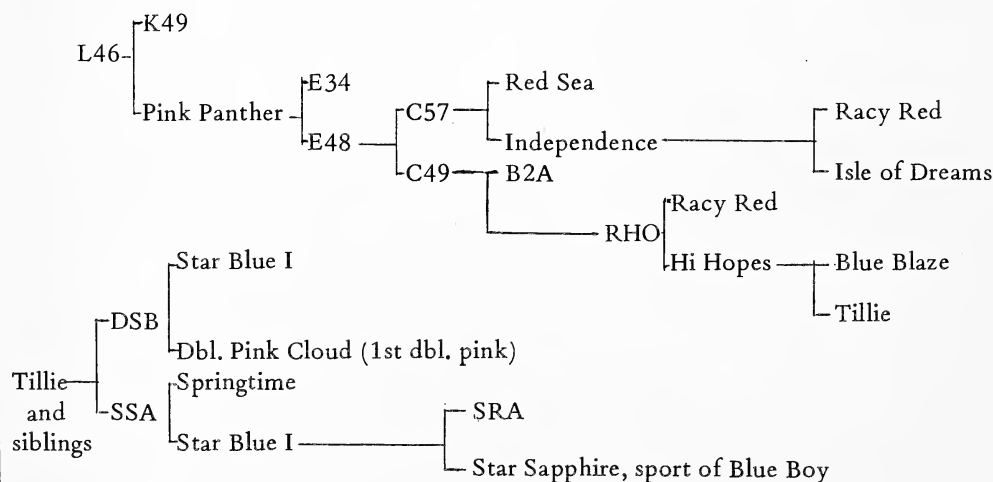 K49
L46
Pink Panther
E34
E48
C57
Red Sea
Independence
Racy Red
Isle of Dreams
C49
B2A
RHO
Racy Red
Hi Hopes
Blue Blaze
Tillie
Star Blue I
DSB
Dbl. Pink Cloud (1st dbl. pink)
Tillie
and
siblings
Springtime
SSA
Star Blue I
SRA
Star Sapphire, sport of Blue Boy